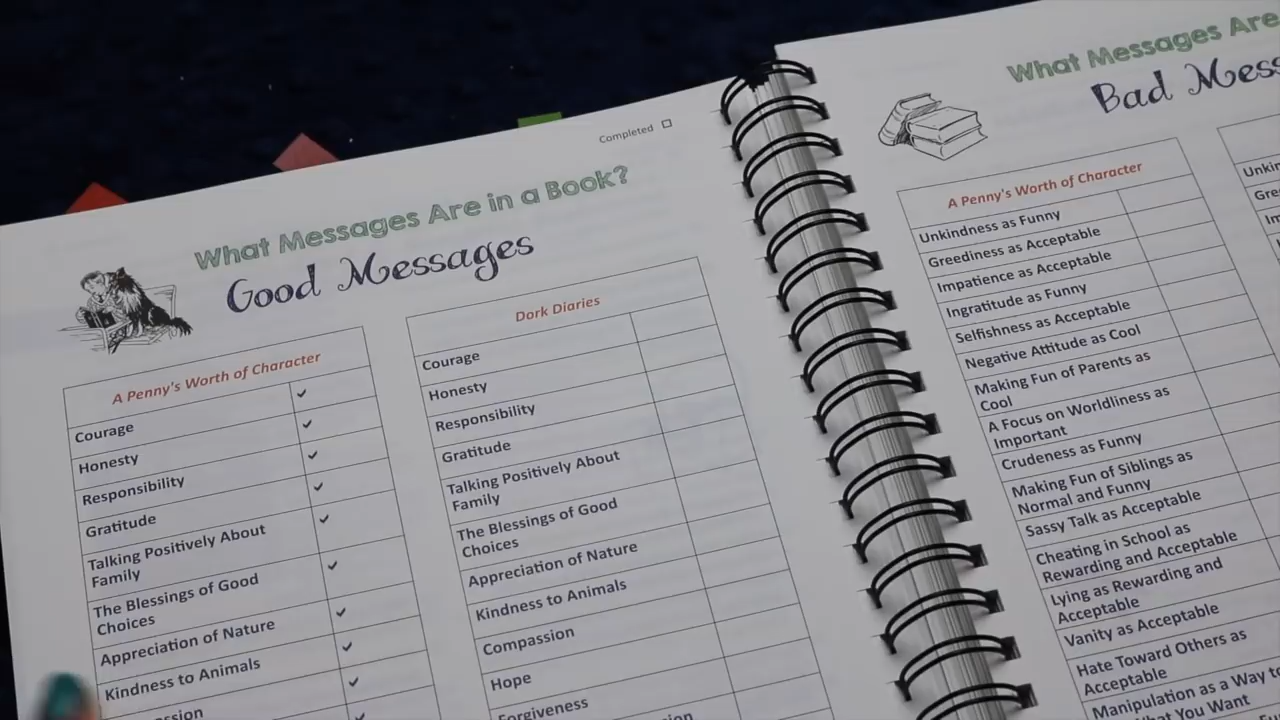 Completed
What Messages Are in a Book?
Good Messages
A Penny's Worth of Character
Courage
Honesty
Responsibility
Gratitude
Talking Positively About
Family
The Blessings of Good
Choices
Appreciation of Nature
Kindness to Animals
Dork Diaries
Courage
Honesty
Responsibility
Gratitude
Talking Positively About
Family
The Blessings of Good
Choices
Appreciation of Nature
Kindness to Animals
Compassion
Hope
Forgiveness
What Messages Are
Bad
A Penny's Worth of Character
Unkindness as Funny
Greediness as Acceptable
Impatience as Acceptable
Ingratitude as Funny
Selfishness as Acceptable
Negative Attitude as Cool
Making Fun of Parents as
Cool
A Focus on Worldliness as
Important
Crudeness as Funny
Making Fun of Siblings as
Normal and Funny
Sassy Talk as Acceptable
Cheating in School as
Rewarding and Acceptable
Lying as Rewarding and
Acceptable
Vanity as Acceptable
Hate Toward Others as
Acceptable
Manipulation as a Way to
What You Want